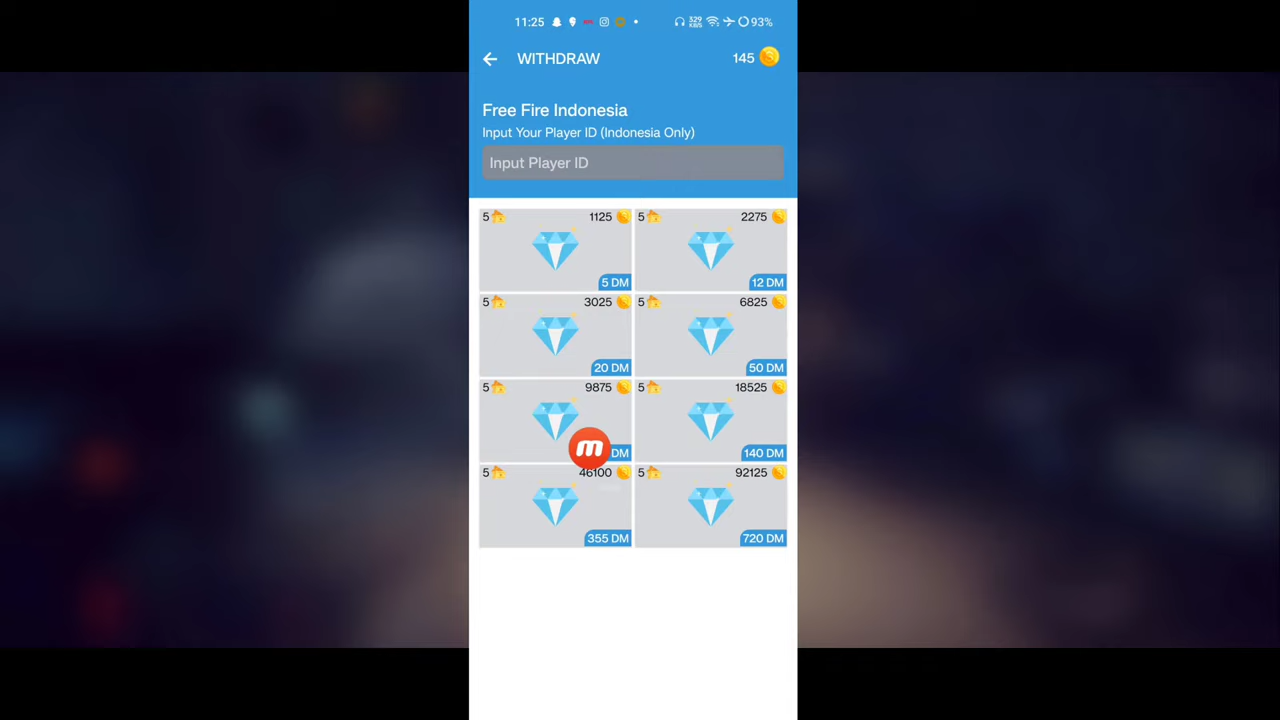 11:25 329 KB/S 93%
WITHDRAW 145
Free Fire Indonesia
Input Your Player ID (Indonesia Only)
Input Player ID
5 1125 5 2275
5 DM 12 DM
5 3025 5 6825
20 DM 50 DM
5 9875 5 18525
DM 140 DM
5 46100 5 92125
355 DM 720 DM